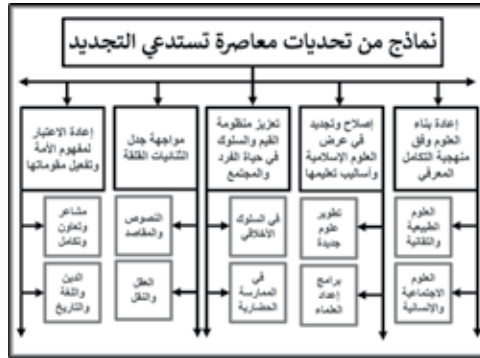 نماذج من تحديات معاصرة تستدعي التجديد
إعادة بناء
العلوم وفق
منهجية التكامل
المعرفي
العلوم
الطبيعية
والتقانية
العلوم
الاجتماعية
والإنسانية
إصلاح وتجديد
في عرض
العلوم الإسلامية
وأساليب تعليمها
تطوير
علوم
جديدة
برامج
إعداد
العلماء
تعزيز منظومة
القيم والسلوك
في حياة الفرد
والمجتمع
في السلوك
الأخلاقي
في
الممارسة
الحضارية
مواجهة جدل
الثنائيات القلقة
النصوص
والمقاصد
العقل
والنقل
إعادة الاعتبار
لمفهوم الأمة
وتفعيل مقوماتها
مشاعر
وتعاون
وتكامل
الدين
واللغة
والتاريخ